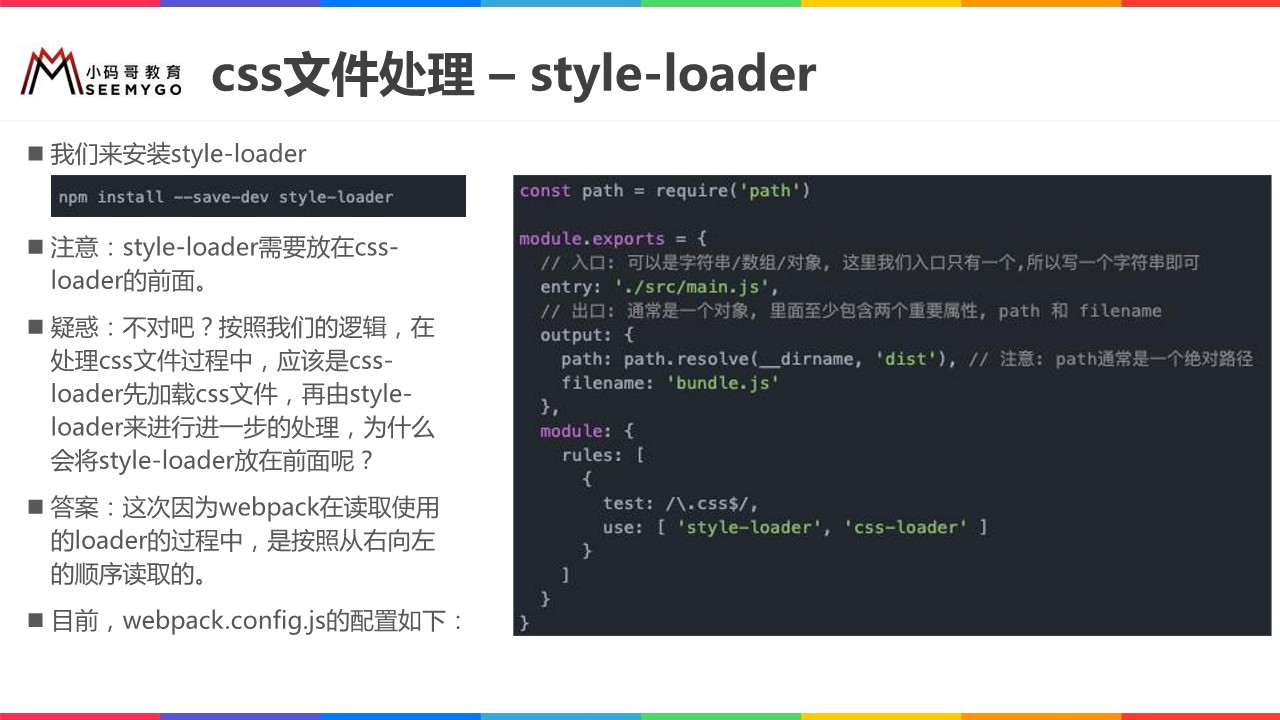 小码哥教育
SEEMYGO
css文件处理 – style-loader
■ 我们来安装style-loader
npm install --save-dev style-loader
■ 注意：style-loader需要放在css-
loader的前面。
■ 疑惑：不对吧？按照我们的逻辑，在
处理css文件过程中，应该是css-
loader先加载css文件，再由style-
loader来进行进一步的处理，为什么
会将style-loader放在前面呢？
■ 答案：这次因为webpack在读取使用
的loader的过程中，是按照从右向左
的顺序读取的。
■ 目前，webpack.config.js的配置如下：
const path = require('path')
module.exports = {
  // 入口: 可以是字符串/数组/对象, 这里我们入口只有一个,所以写一个字符串即可
  entry: './src/main.js',
  // 出口: 通常是一个对象, 里面至少包含两个重要属性, path 和 filename
  output: {
    path: path.resolve(__dirname, 'dist'), // 注意: path通常是一个绝对路径
    filename: 'bundle.js'
  },
  module: {
    rules: [
      {
        test: /\.css$/,
        use: [ 'style-loader', 'css-loader' ]
      }
    ]
  }
}